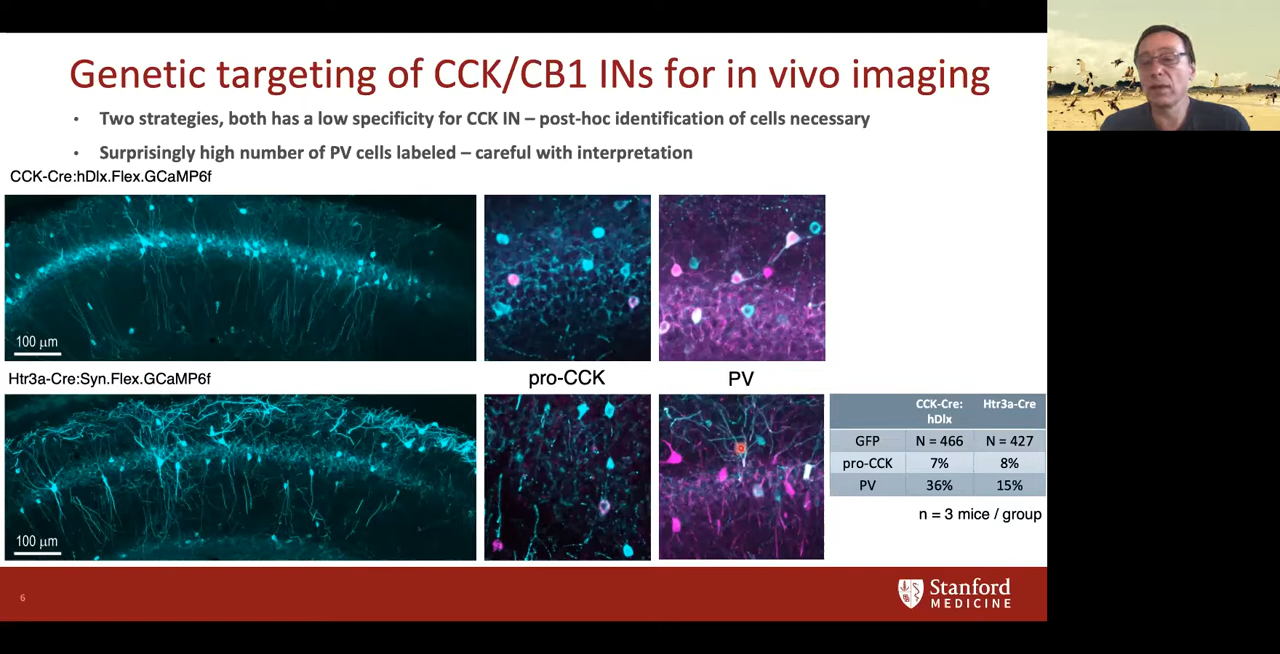 Genetic targeting of CCK/CB1 INs for in vivo imaging
• Two strategies, both has a low specificity for CCK IN – post-hoc identification of cells necessary
• Surprisingly high number of PV cells labeled – careful with interpretation
CCK-Cre:hDlx.Flex.GCaMP6f
100 µm
pro-CCK
PV
Htr3a-Cre:Syn.Flex.GCaMP6f
100 µm
CCK-Cre: hDlx Htr3a-Cre
GFP N = 466 N = 427
pro-CCK 7% 8%
PV 36% 15%
n = 3 mice / group
6
Stanford
MEDICINE